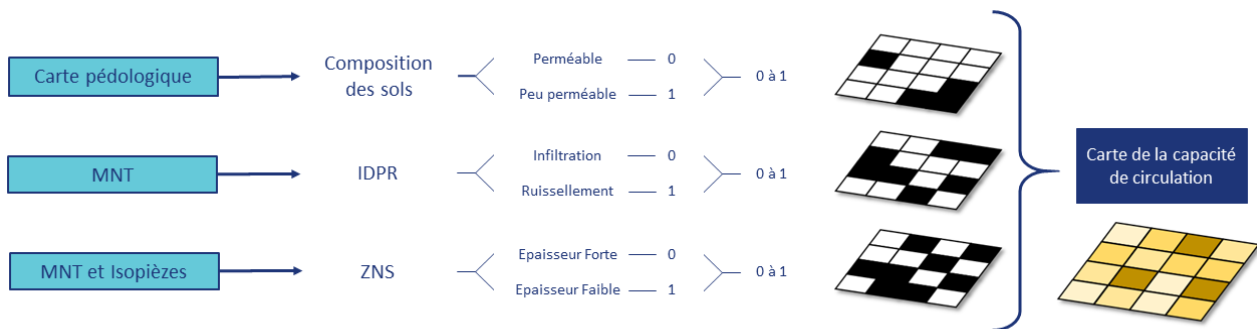 Carte pédologique
Composition
des sols
Perméable
0
Peu perméable
1
0 à 1
MNT
IDPR
Infiltration
0
Ruissellement
1
0 à 1
MNT et Isopièzes
ZNS
Epaisseur Forte
0
Epaisseur Faible
1
0 à 1
Carte de la capacité
de circulation